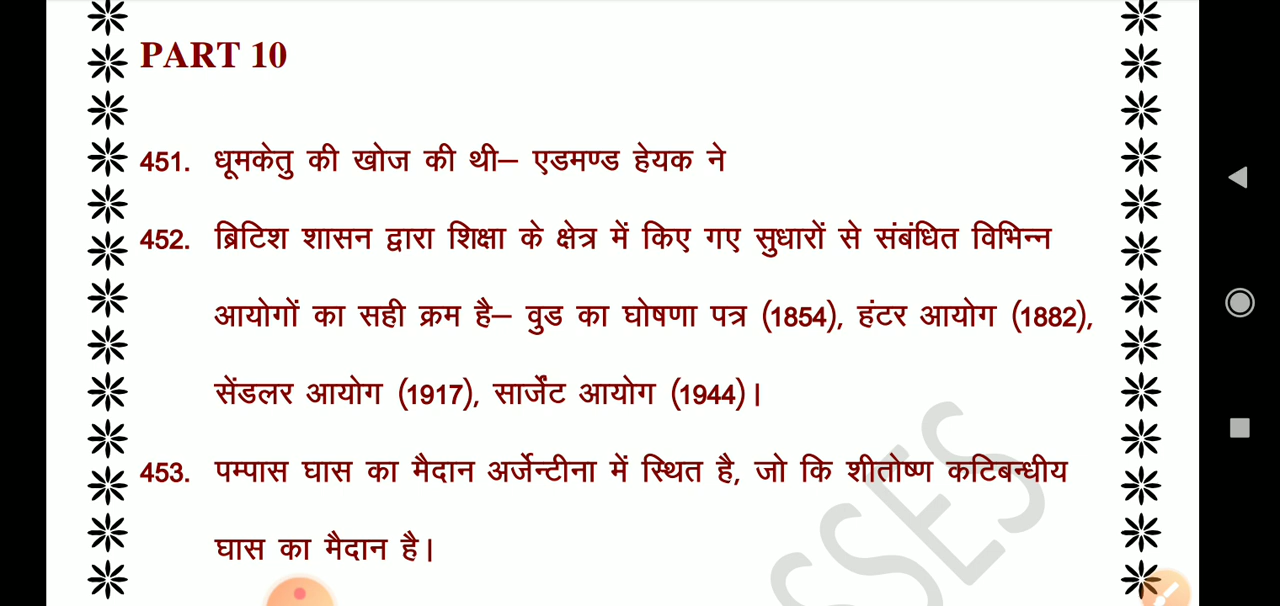 PART 10
451. धूमकेतु की खोज की थी– एडमण्ड हेयक ने
452. ब्रिटिश शासन द्वारा शिक्षा के क्षेत्र में किए गए सुधारों से संबंधित विभिन्न
आयोगों का सही क्रम है– वुड का घोषणा पत्र (1854), हंटर आयोग (1882),
सेंडलर आयोग (1917), सार्जेंट आयोग (1944)।
453. पम्पास घास का मैदान अर्जेन्टीना में स्थित है, जो कि शीतोष्ण कटिबन्धीय
घास का मैदान है।
SSES